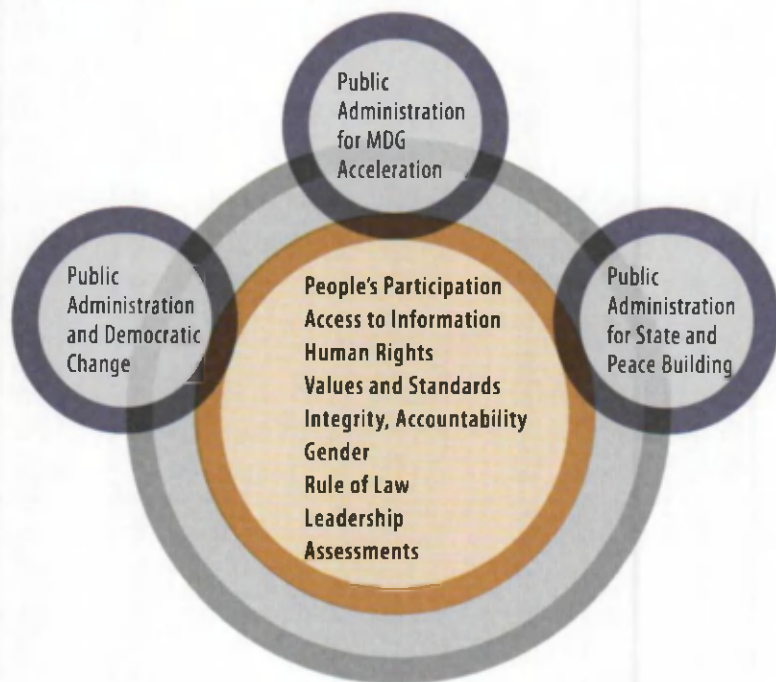 Public
Administration
for MDG
Acceleration
Public
Administration
and Democratic
Change
Public
Administration
for State and
Peace Building
People's Participation
Access to Information
Human Rights
Values and Standards
Integrity, Accountability
Gender
Rule of Law
Leadership
Assessments